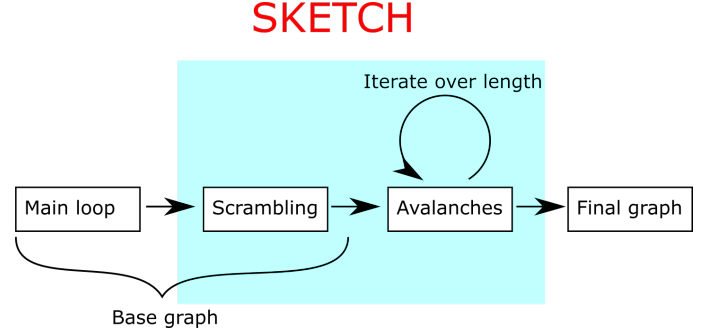 SKETCH
Iterate over length
Main loop
Scrambling
Avalanches
Final graph
Base graph